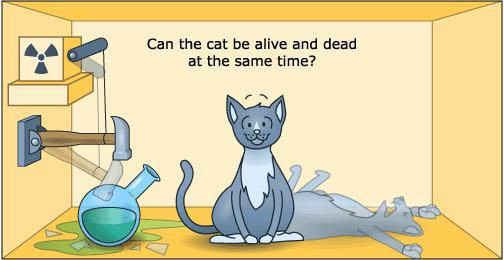 Can the cat be alive and dead
at the same time?